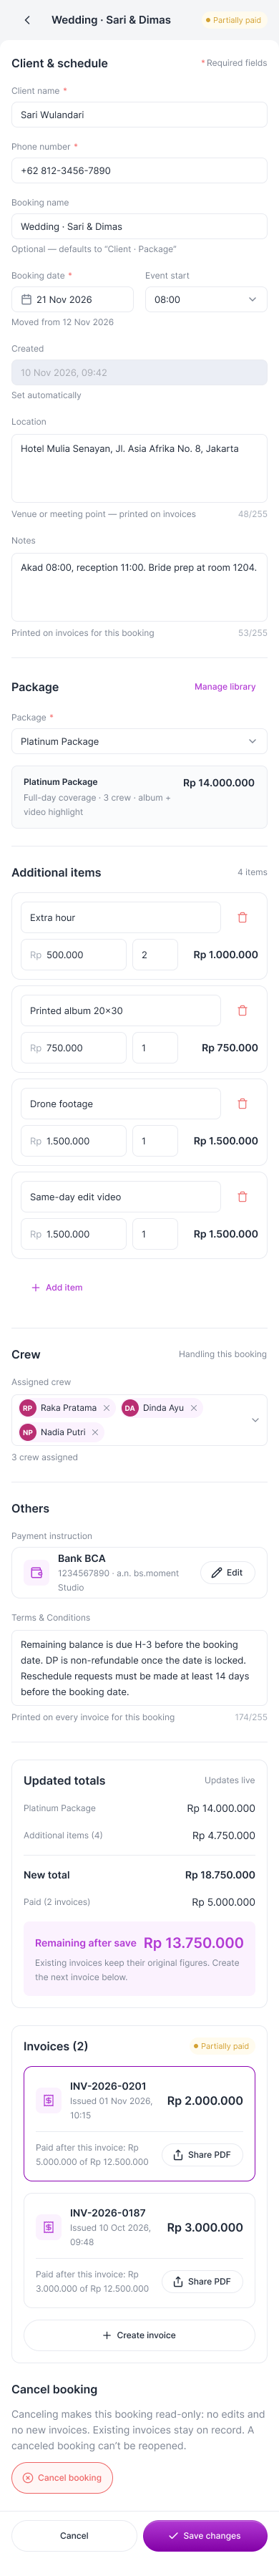 Wedding · Sari & Dimas
Partially paid
Client & schedule
* Required fields
Client name *
Sari Wulandari
Phone number *
+62 812-3456-7890
Booking name
Wedding · Sari & Dimas
Optional — defaults to "Client · Package"
Booking date *
Event start
21 Nov 2026
08:00
Moved from 12 Nov 2026
Created
10 Nov 2026, 09:42
Set automatically
Location
Hotel Mulia Senayan, Jl. Asia Afrika No. 8, Jakarta
Venue or meeting point — printed on invoices
48/255
Notes
Akad 08:00, reception 11:00. Bride prep at room 1204.
Printed on invoices for this booking
53/255
Package
Manage library
Package *
Platinum Package
Platinum Package
Rp 14.000.000
Full-day coverage · 3 crew · album +
video highlight
Additional items
4 items
Extra hour
Rp 500.000
2
Rp 1.000.000
Printed album 20×30
Rp 750.000
1
Rp 750.000
Drone footage
Rp 1.500.000
1
Rp 1.500.000
Same-day edit video
Rp 1.500.000
1
Rp 1.500.000
Add item
Crew
Handling this booking
Assigned crew
RP Raka Pratama
DA Dinda Ayu
NP Nadia Putri
3 crew assigned
Others
Payment instruction
Bank BCA
1234567890 · a.n. bs.moment
Studio
Edit
Terms & Conditions
Remaining balance is due H-3 before the booking
date. DP is non-refundable once the date is locked.
Reschedule requests must be made at least 14 days
before the booking date.
Printed on every invoice for this booking
174/255
Updated totals
Updates live
Platinum Package
Rp 14.000.000
Additional items (4)
Rp 4.750.000
New total
Rp 18.750.000
Paid (2 invoices)
Rp 5.000.000
Remaining after save
Rp 13.750.000
Existing invoices keep their original figures. Create
the next invoice below.
Invoices (2)
Partially paid
INV-2026-0201
Issued 01 Nov 2026,
10:15
Rp 2.000.000
Paid after this invoice: Rp
5.000.000 of Rp 12.500.000
Share PDF
INV-2026-0187
Issued 10 Oct 2026,
09:48
Rp 3.000.000
Paid after this invoice: Rp
3.000.000 of Rp 12.500.000
Share PDF
Create invoice
Cancel booking
Canceling this booking makes it read-only: no edits and